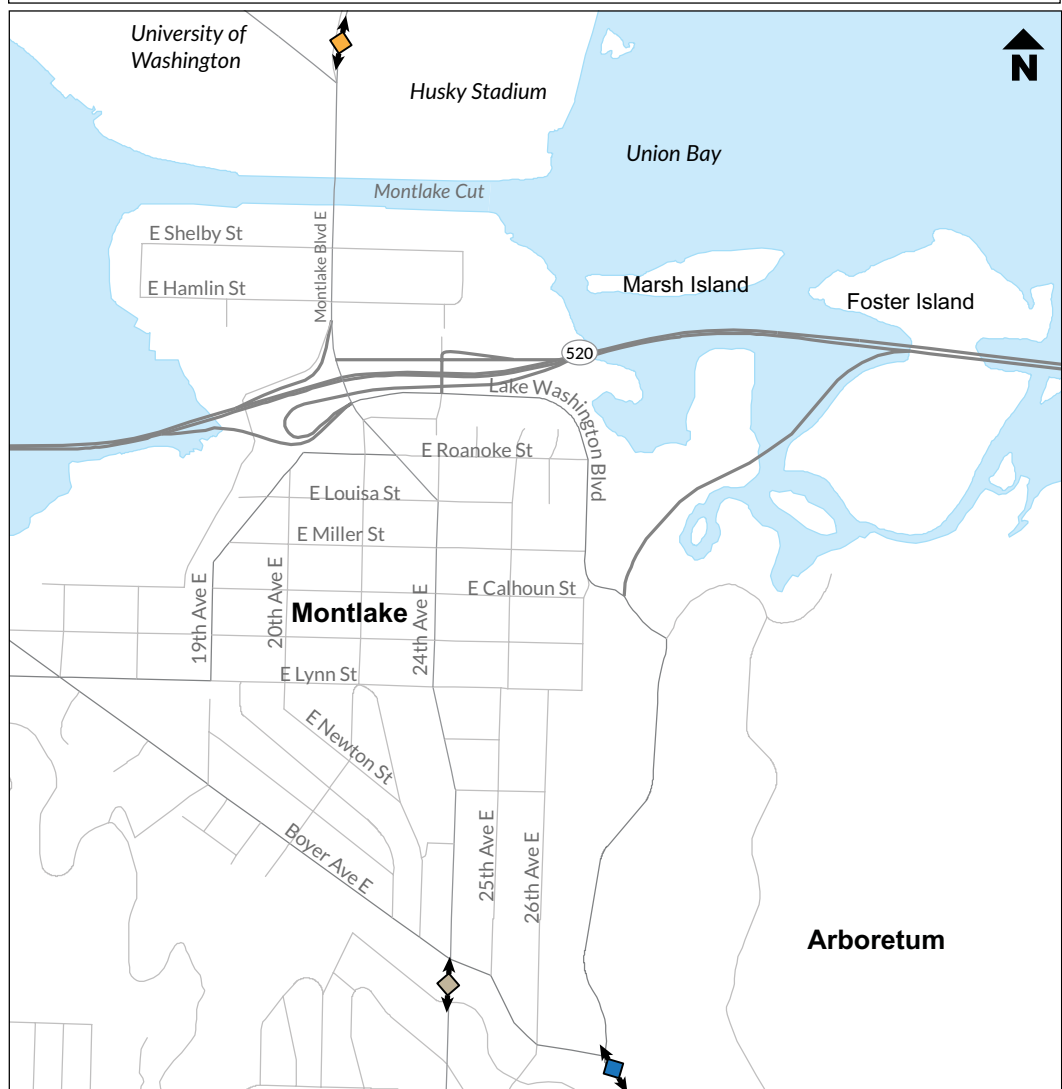 University of
Washington
N
Husky Stadium
Union Bay
Montlake Cut
E Shelby St
Montlake Blvd E
E Hamlin St
Marsh Island
Foster Island
520
Lake Washington Blvd
E Roanoke St
E Louisa St
E Miller St
E Calhoun St
19th Ave E
20th Ave E
Montlake
24th Ave E
E Lynn St
E Newton St
Boyer Ave E
25th Ave E
26th Ave E
Arboretum